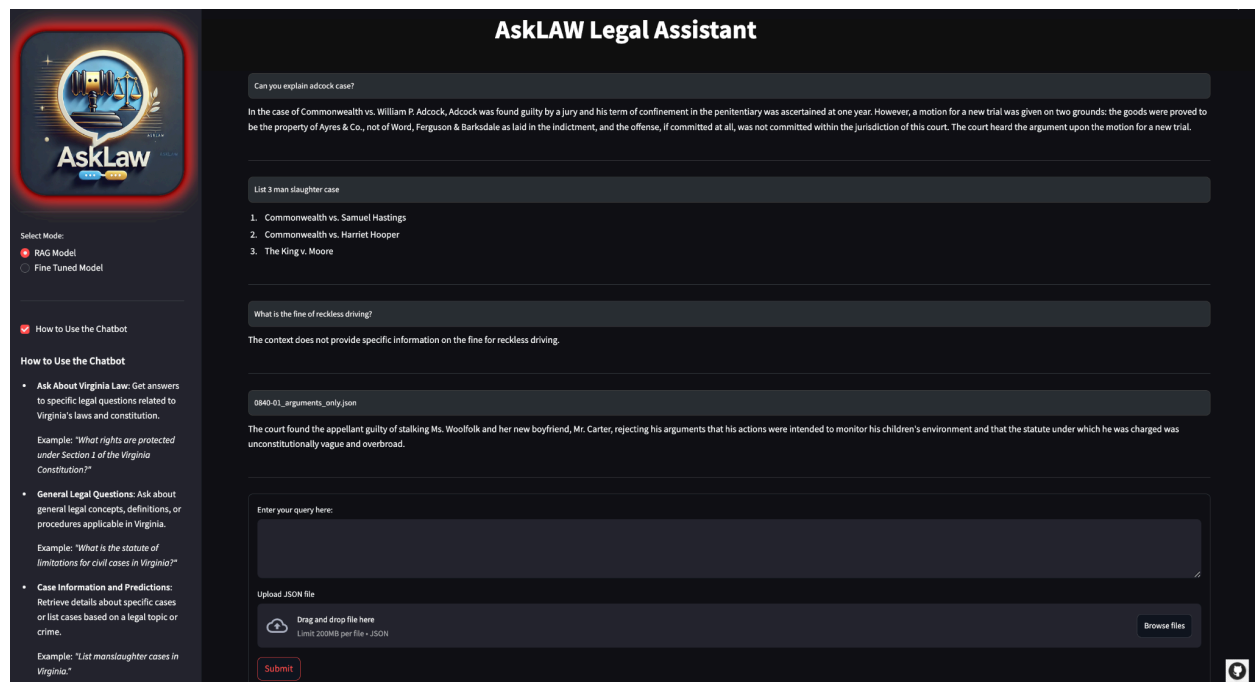 AskLaw
Select Mode:
RAG Model
Fine Tuned Model
How to Use the Chatbot
How to Use the Chatbot
• Ask About Virginia Law: Get answers
to specific legal questions related to
Virginia's laws and constitution.
Example: "What rights are protected
under Section 1 of the Virginia
Constitution?"
• General Legal Questions: Ask about
general legal concepts, definitions, or
procedures applicable in Virginia.
Example: "What is the statute of
limitations for civil cases in Virginia?"
• Case Information and Predictions:
Retrieve details about specific cases
or list cases based on a legal topic or
crime.
Example: "List manslaughter cases in
Virginia."
AskLAW Legal Assistant
Can you explain adcock case?
In the case of Commonwealth vs. William P. Adcock, Adcock was found guilty by a jury and his term of confinement in the penitentiary was ascertained at one year. However, a motion for a new trial was given on two grounds: the goods were proved to
be the property of Ayres & Co., not of Word, Ferguson & Barksdale as laid in the indictment, and the offense, if committed at all, was not committed within the jurisdiction of this court. The court heard the argument upon the motion for a new trial.
List 3 man slaughter case
1. Commonwealth vs. Samuel Hastings
2. Commonwealth vs. Harriet Hooper
3. The King v. Moore
What is the fine of reckless driving?
The context does not provide specific information on the fine for reckless driving.
0840-01_arguments_only.json
The court found the appellant guilty of stalking Ms. Woolfolk and her new boyfriend, Mr. Carter, rejecting his arguments that his actions were intended to monitor his children's environment and that the statute under which he was charged was
unconstitutionally vague and overbroad.
Enter your query here:
Upload JSON file
Drag and drop file here
Limit 200MB per file • JSON
Browse files
Submit